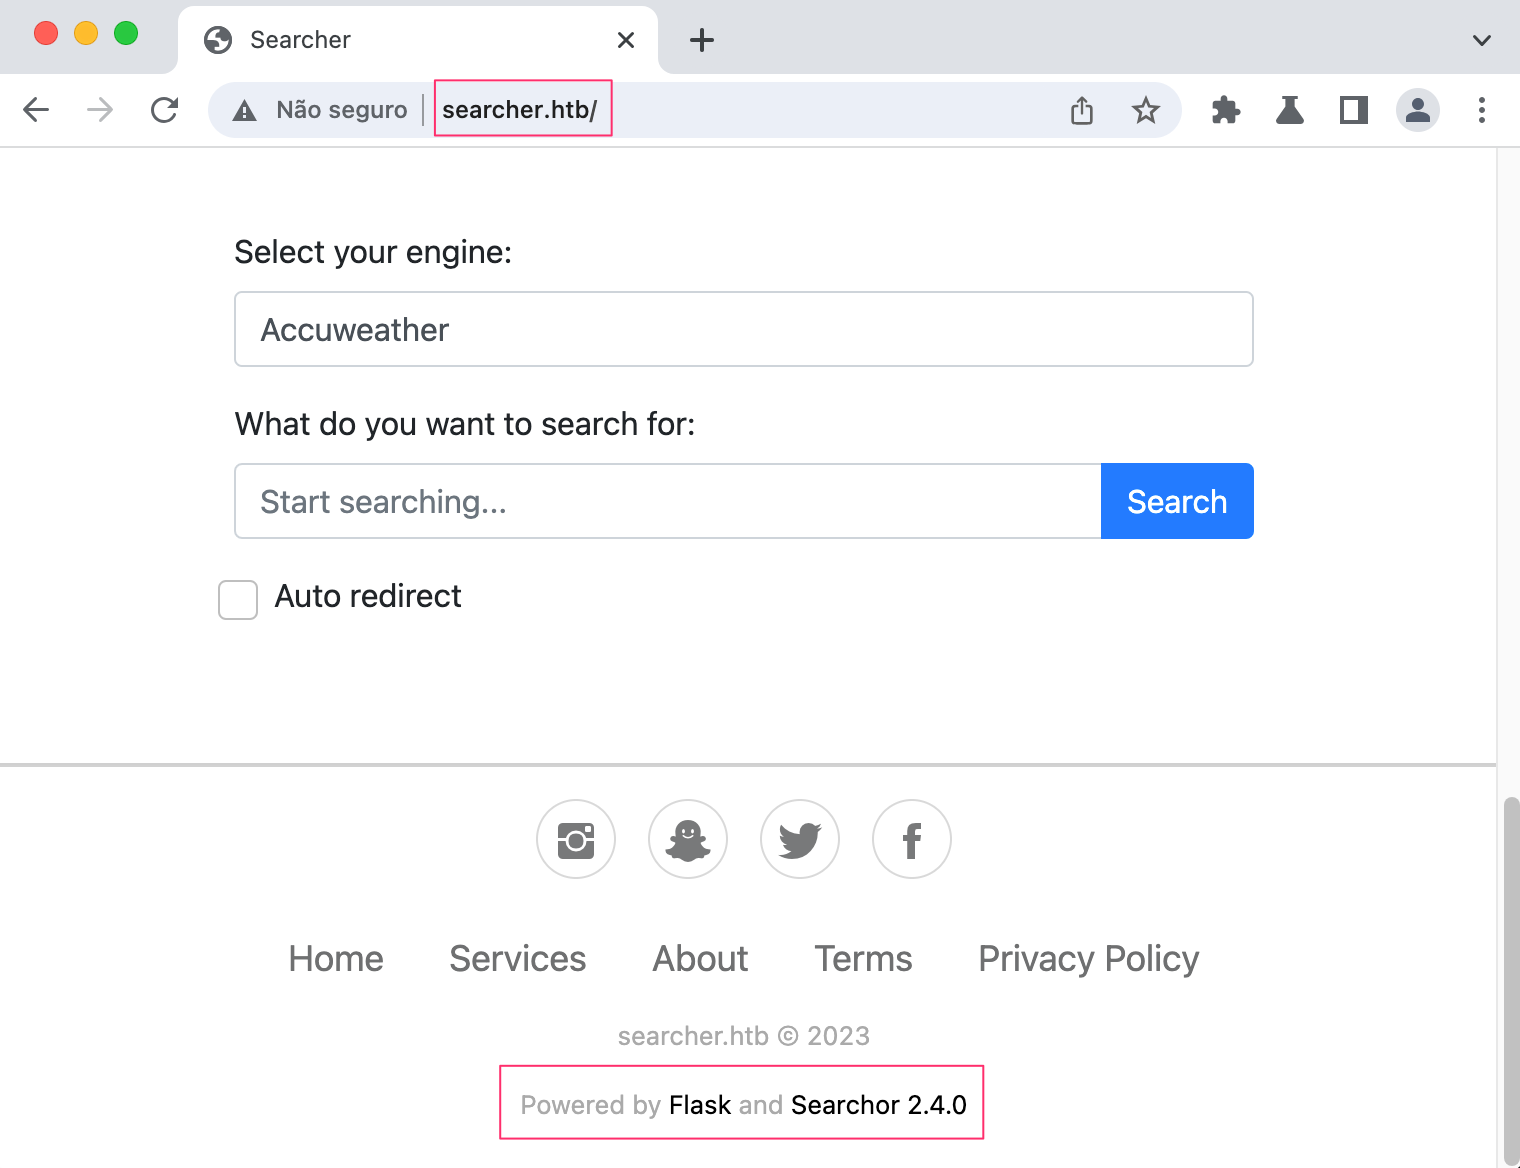 Searcher
Não seguro searcher.htb/
Select your engine:
Accuweather
What do you want to search for:
Start searching... Search
Auto redirect
Home Services About Terms Privacy Policy
searcher.htb © 2023
Powered by Flask and Searchor 2.4.0